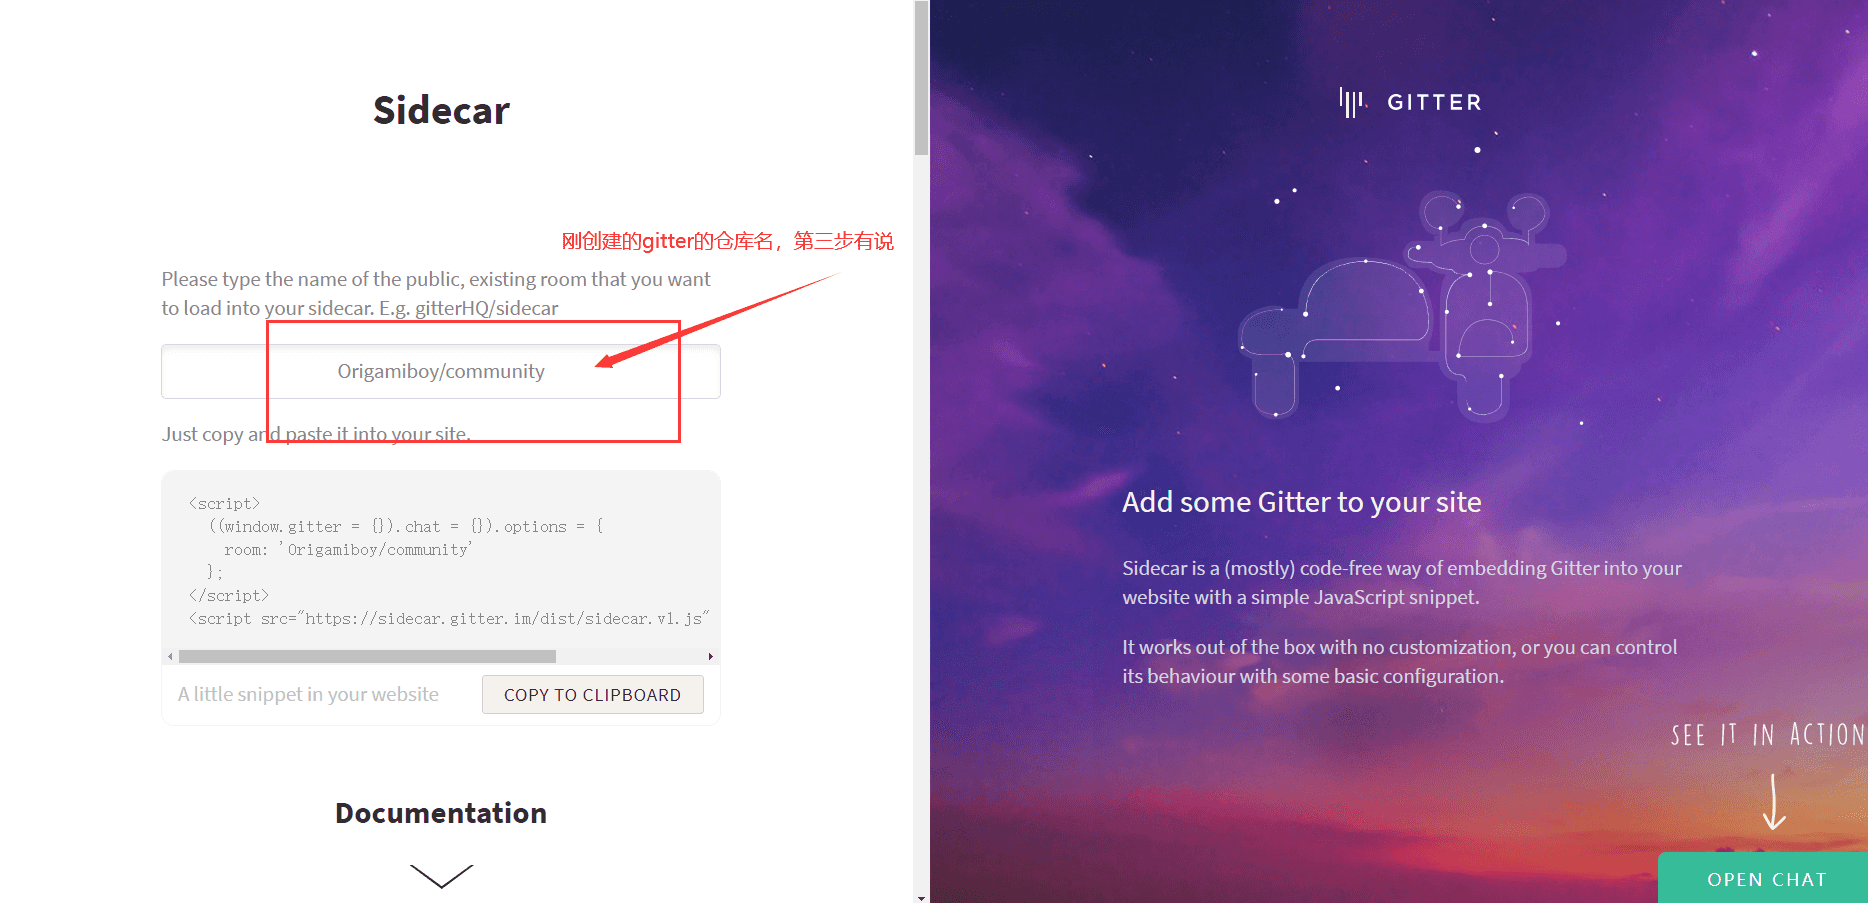 Sidecar
刚创建的gitter的仓库名，第三步有说
Please type the name of the public, existing room that you want
to load into your sidecar. E.g. gitterHQ/sidecar
Origamiboy/community
Just copy and paste it into your site.
<script>
((window.gitter = {}).chat = {}).options = {
room: 'Origamiboy/community'
};
</script>
<script src="https://sidecar.gitter.im/dist/sidecar.v1.js"
A little snippet in your website
COPY TO CLIPBOARD
Documentation
GITTER
Add some Gitter to your site
Sidecar is a (mostly) code-free way of embedding Gitter into your
website with a simple JavaScript snippet.
It works out of the box with no customization, or you can control
its behaviour with some basic configuration.
SEE IT IN ACTION
OPEN CHAT